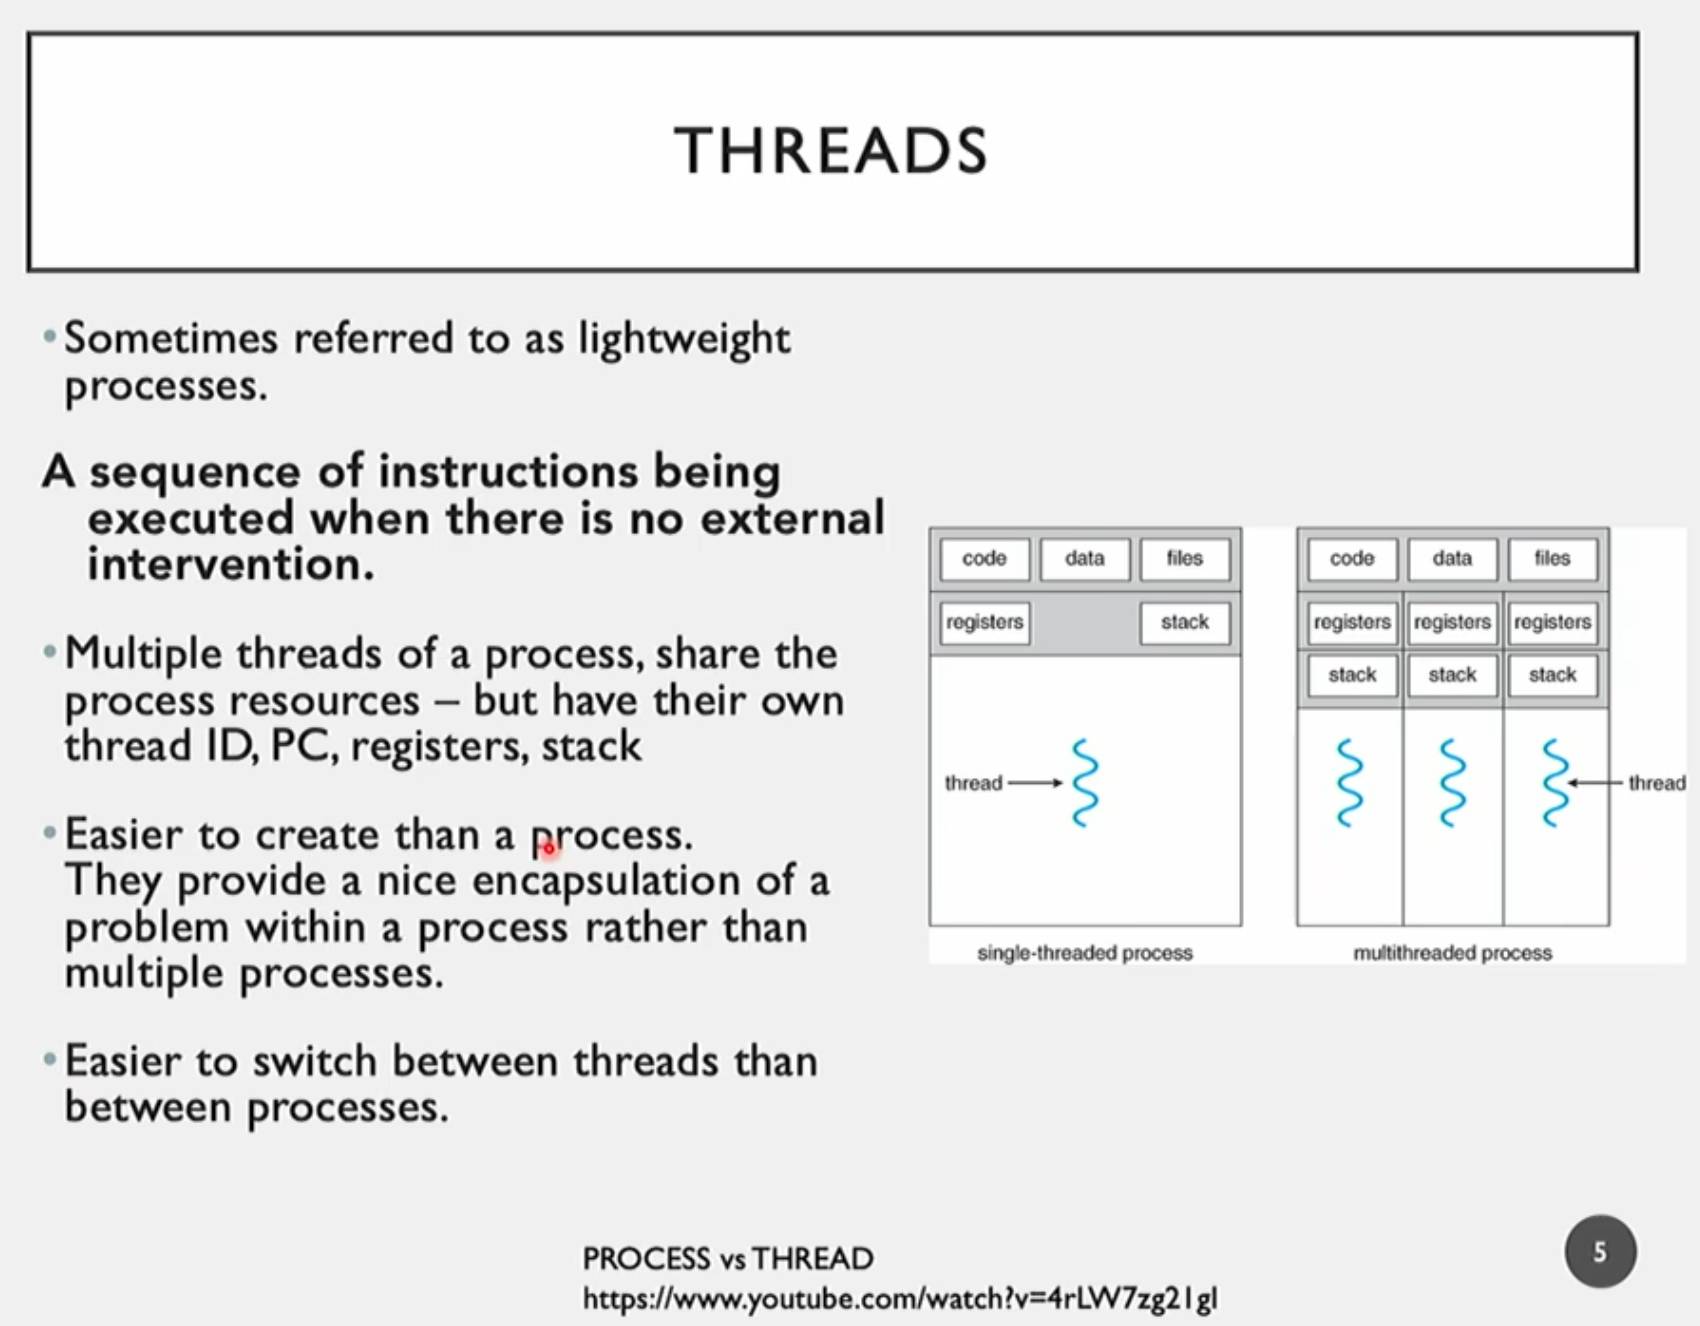 THREADS
•Sometimes referred to as lightweight
processes.
A sequence of instructions being
executed when there is no external
intervention.
•Multiple threads of a process, share the
process resources – but have their own
thread ID, PC, registers, stack
•Easier to create than a process.
They provide a nice encapsulation of a
problem within a process rather than
multiple processes.
•Easier to switch between threads than
between processes.
code data files
registers stack
thread
single-threaded process
code data files
registers registers registers
stack stack stack
thread
multithreaded process
PROCESS vs THREAD
https://www.youtube.com/watch?v=4rLW7zg21gI
5